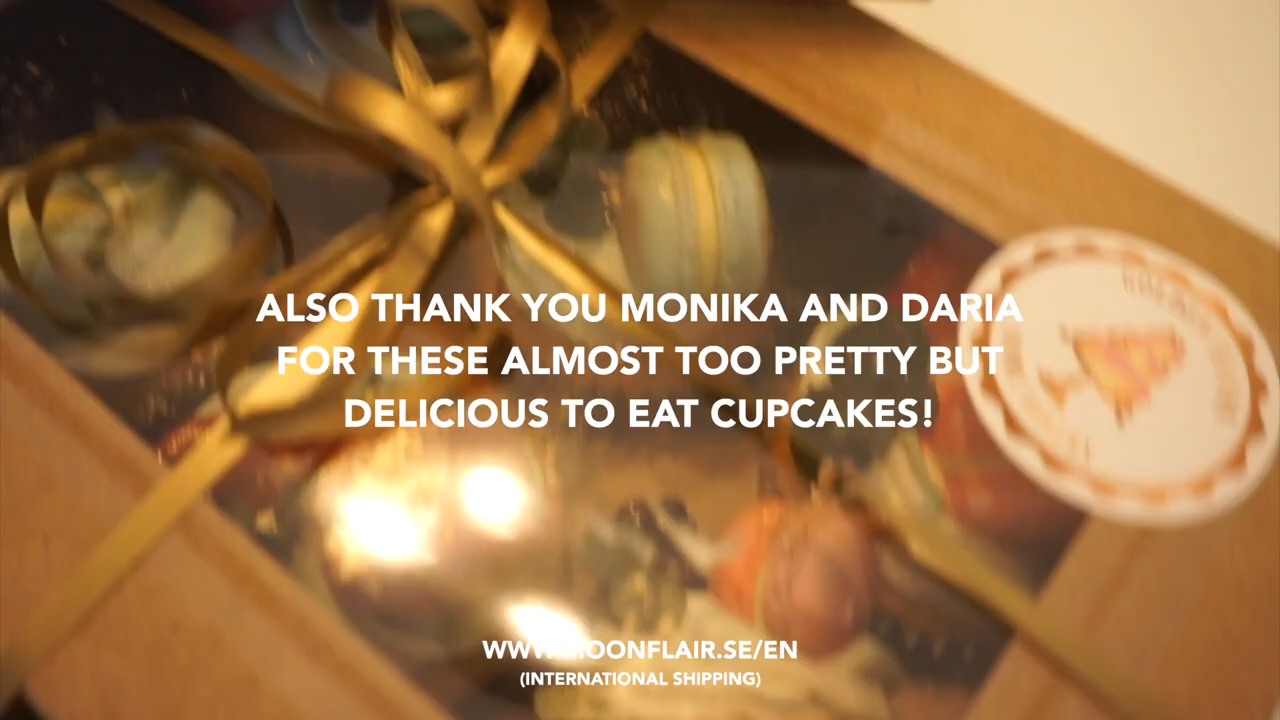 ALSO THANK YOU MONIKA AND DARIA
FOR THESE ALMOST TOO PRETTY BUT
DELICIOUS TO EAT CUPCAKES!
WWW.MOONFLAIR.SE/EN
(INTERNATIONAL SHIPPING)